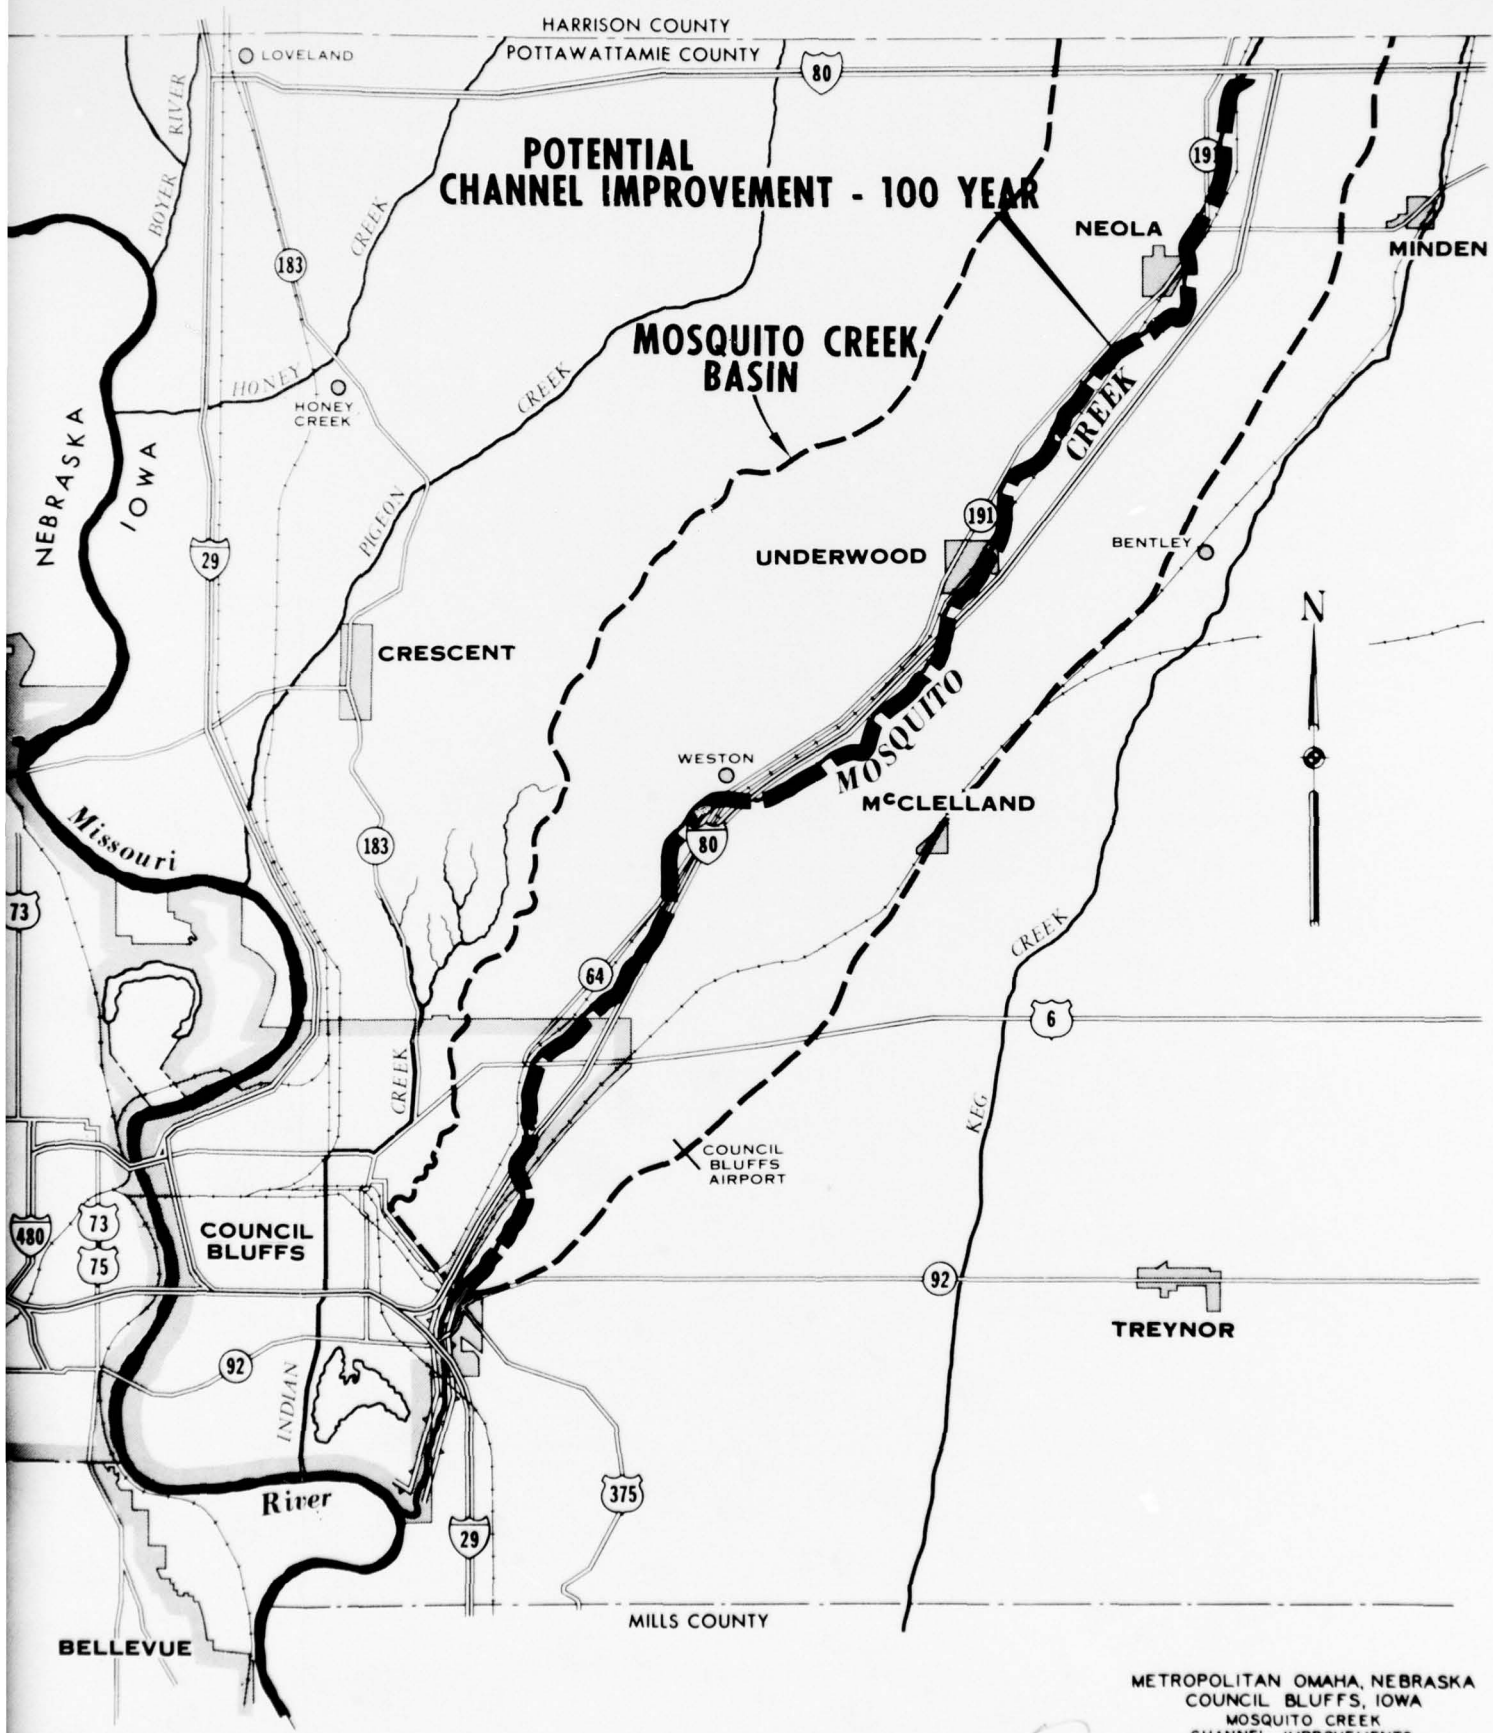 HARRISON COUNTY
POTTAWATTAMIE COUNTY
LOVELAND
80
BOYER RIVER
POTENTIAL
CHANNEL IMPROVEMENT - 100 YEAR
191
NEOLA
MINDEN
183
CREEK
MOSQUITO CREEK
BASIN
HONEY
HONEY
CREEK
CREEK
CREEK
NEBRASKA
IOWA
PIGEON
29
191
UNDERWOOD
BENTLEY
N
CRESCENT
MOSQUITO
WESTON
McCLELLAND
Missouri
183
80
73
CREEK
64
6
CREEK
KEG
COUNCIL
BLUFFS
AIRPORT
480
73
75
COUNCIL
BLUFFS
92
TREYNOR
92
INDIAN
River
375
29
MILLS COUNTY
BELLEVUE
METROPOLITAN OMAHA, NEBRASKA
COUNCIL BLUFFS, IOWA
MOSQUITO CREEK
CHANNEL IMPROVEMENTS